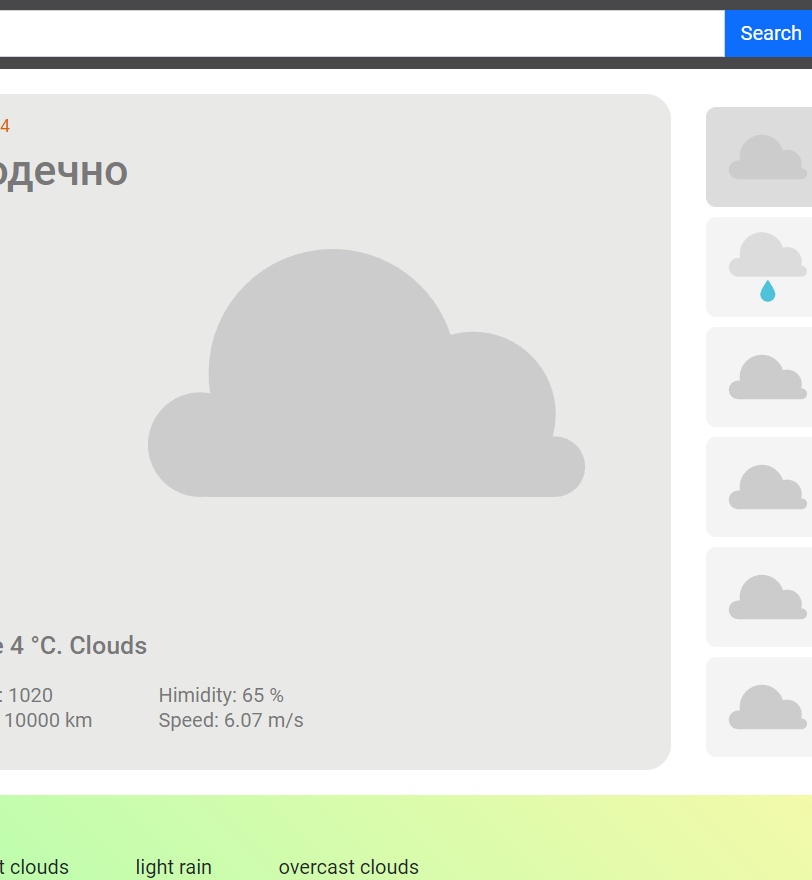 Search
4
одечно
e 4 °C. Clouds
: 1020
Himidity: 65 %
10000 km
Speed: 6.07 m/s
t clouds
light rain
overcast clouds